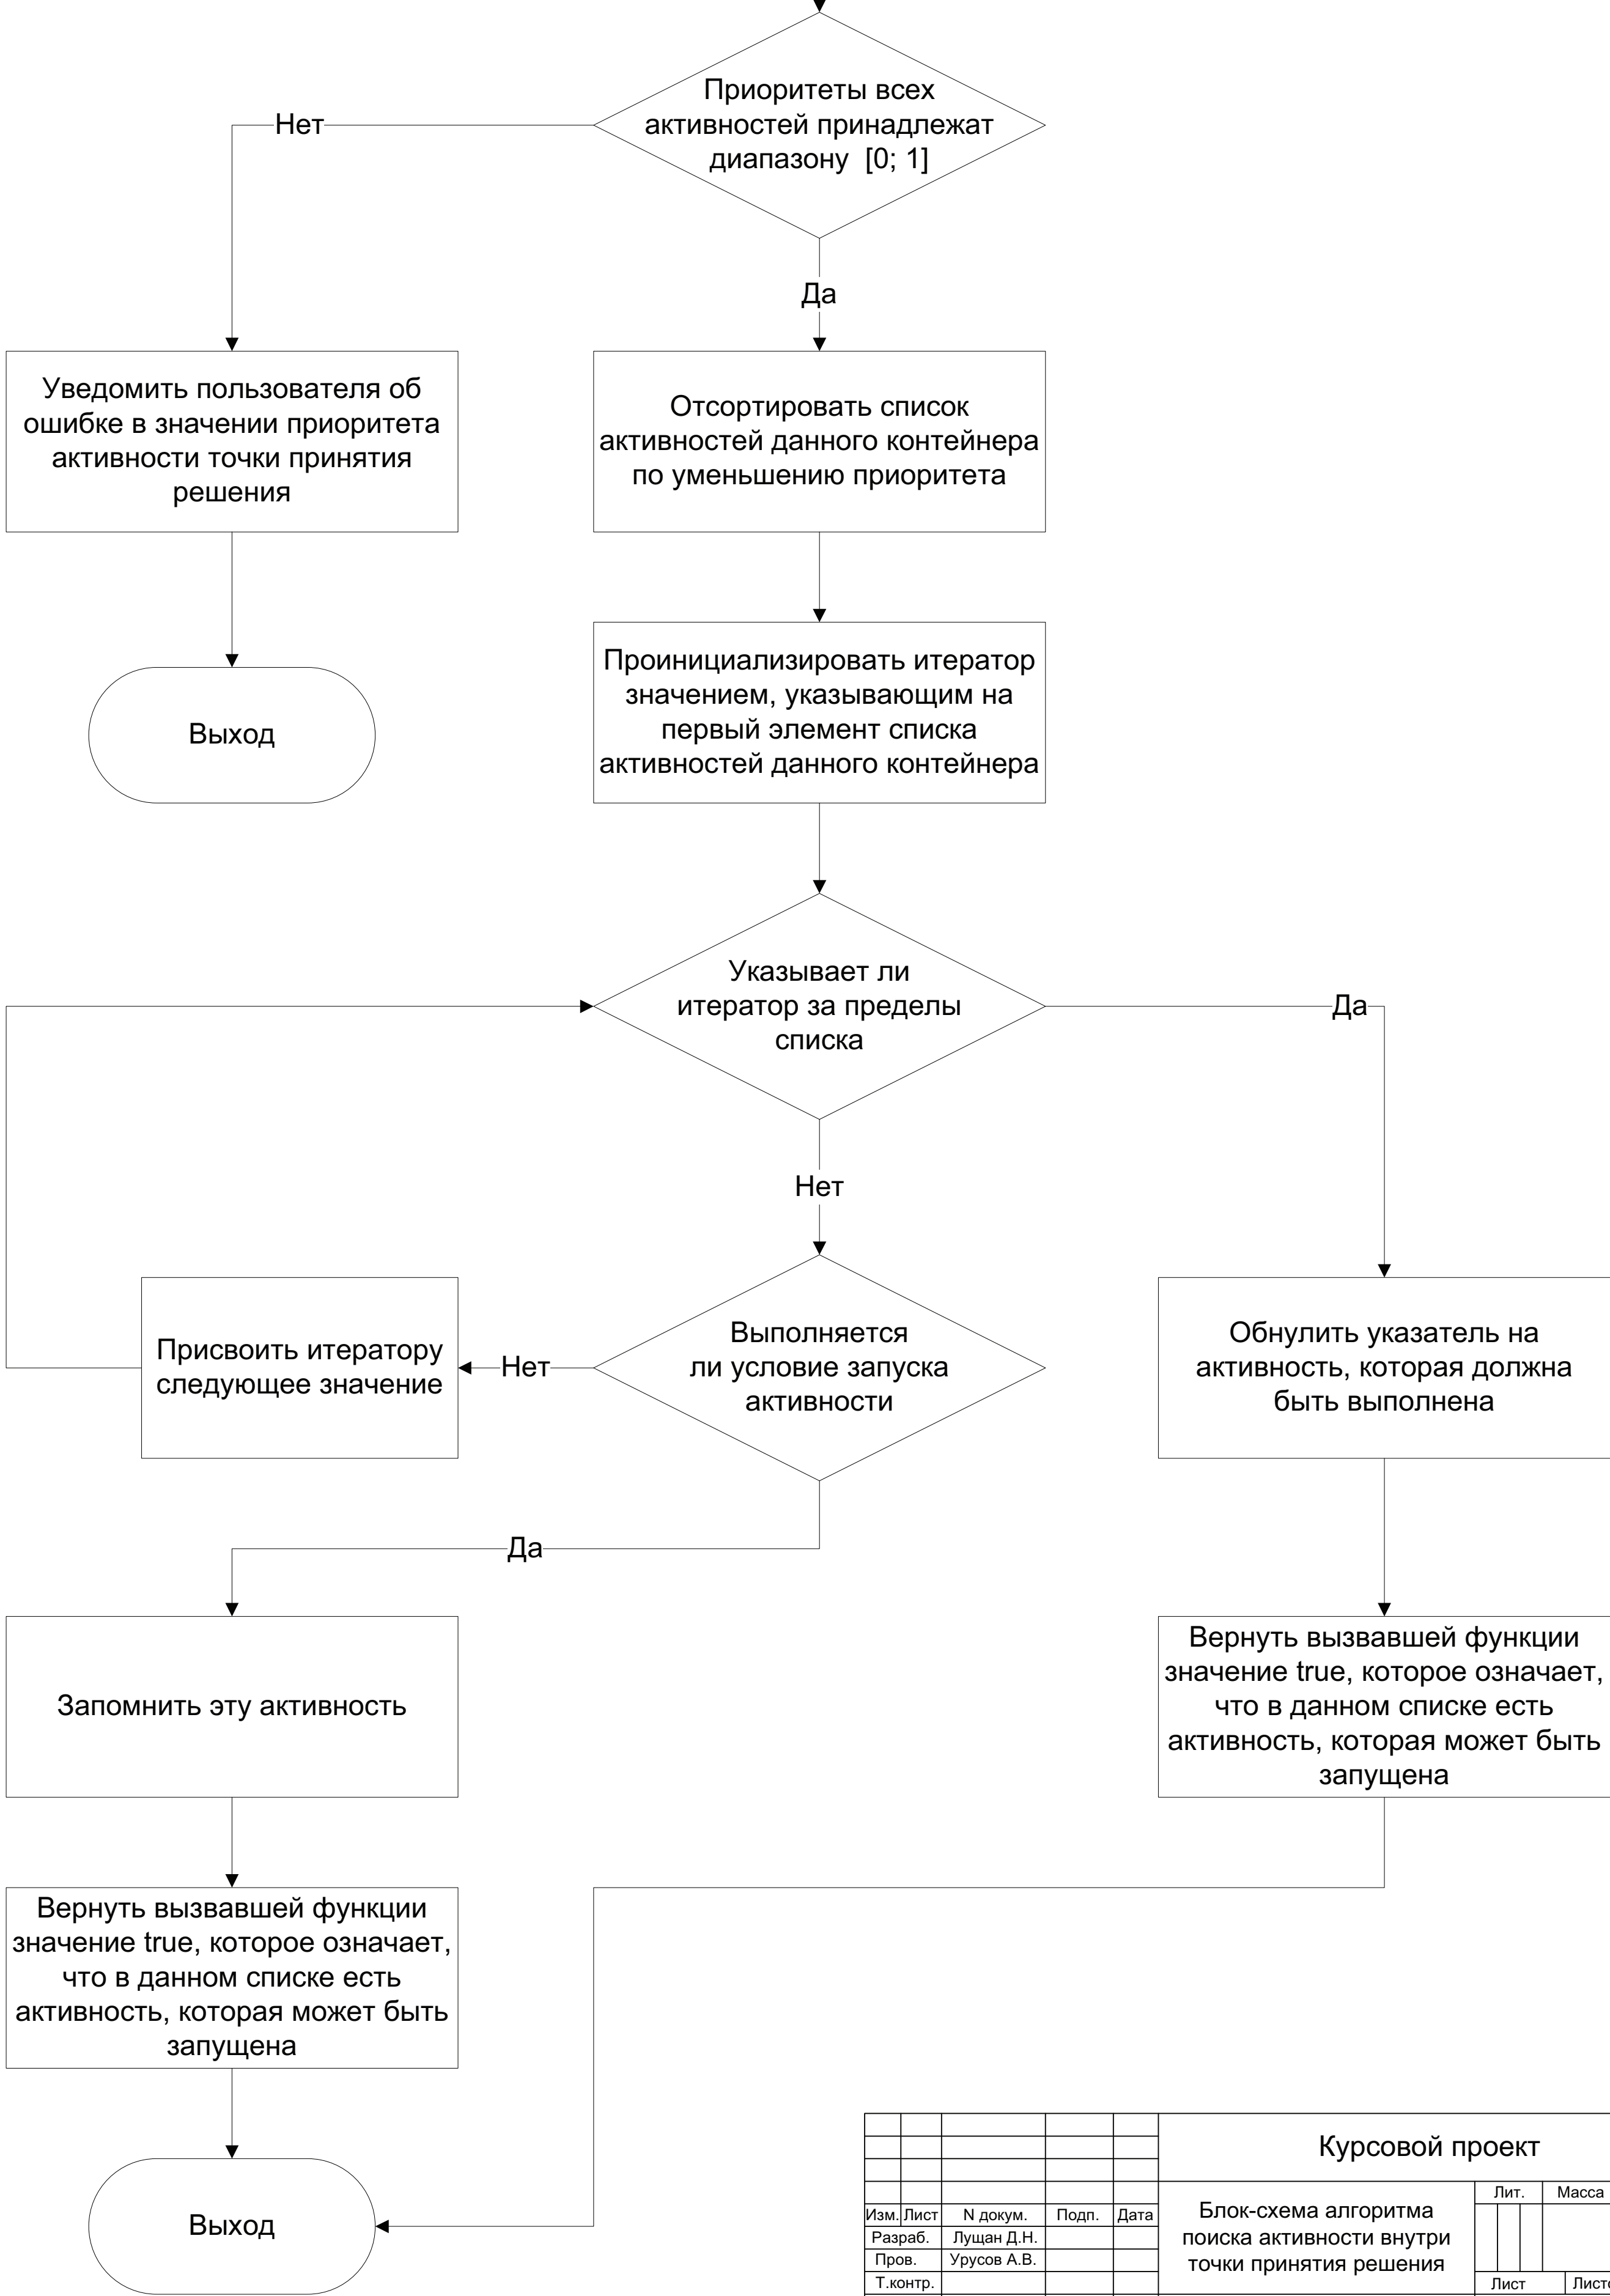 Приоритеты всех
активностей принадлежат
диапазону [0; 1]
Нет
Да
Уведомить пользователя об
ошибке в значении приоритета
активности точки принятия
решения
Отсортировать список
активностей данного контейнера
по уменьшению приоритета
Выход
Проинициализировать итератор
значением, указывающим на
первый элемент списка
активностей данного контейнера
Указывает ли
итератор за пределы
списка
Да
Нет
Присвоить итератору
следующее значение
Нет
Выполняется
ли условие запуска
активности
Обнулить указатель на
активность, которая должна
быть выполнена
Да
Запомнить эту активность
Вернуть вызвавшей функции
значение true, которое означает,
что в данном списке есть
активность, которая может быть
запущена
Вернуть вызвавшей функции
значение true, которое означает,
что в данном списке есть
активность, которая может быть
запущена
Выход
Курсовой проект
Изм. Лист N докум. Подп. Дата
Разраб. Лущан Д.Н.
Пров. Урусов А.В.
Т.контр.
Блок-схема алгоритма
поиска активности внутри
точки принятия решения
Лит. Масса
Лист